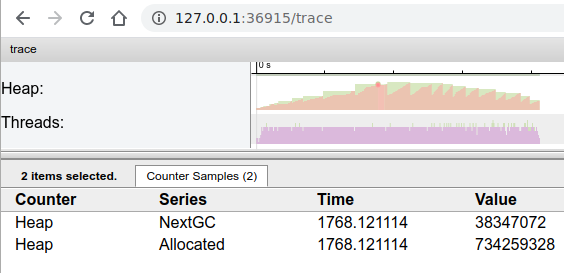 127.0.0.1:36915/trace
trace
0 s
Heap:
Threads:
2 items selected. Counter Samples (2)
Counter Series Time Value
Heap NextGC 1768.121114 38347072
Heap Allocated 1768.121114 734259328